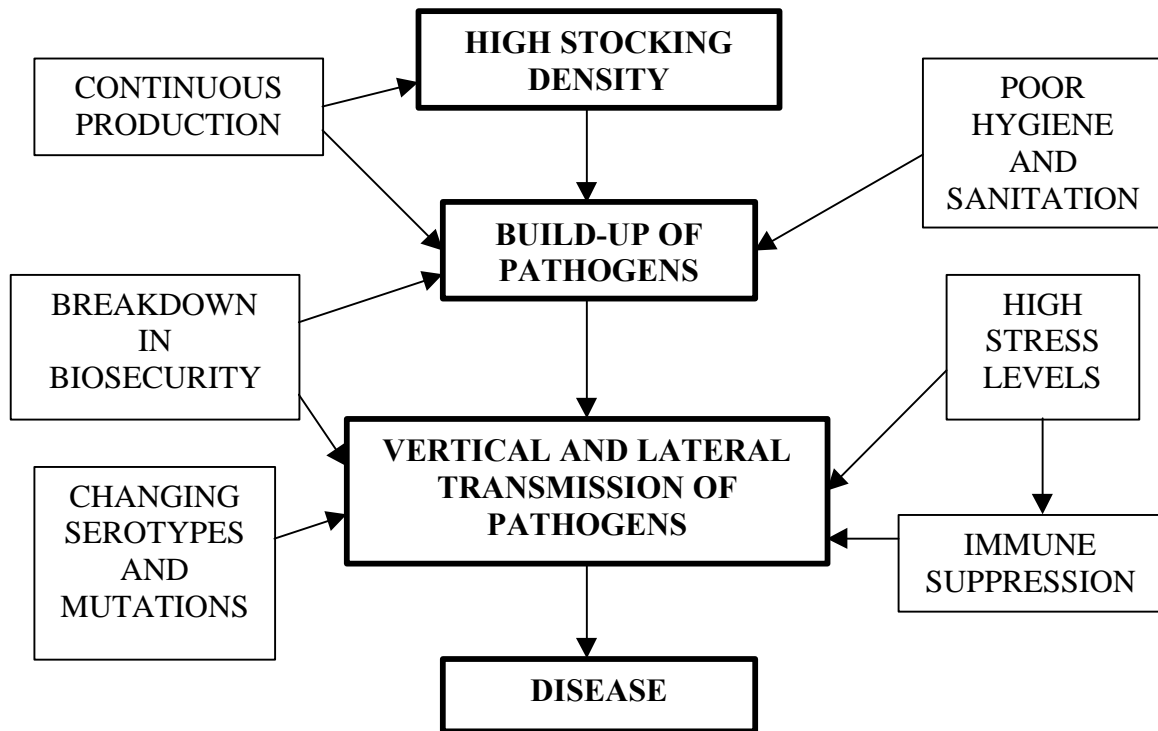 HIGH STOCKING
DENSITY
CONTINUOUS
PRODUCTION
POOR
HYGIENE
AND
SANITATION
BUILD-UP OF
PATHOGENS
BREAKDOWN
IN
BIOSECURITY
HIGH
STRESS
LEVELS
VERTICAL AND LATERAL
TRANSMISSION OF
PATHOGENS
CHANGING
SEROTYPES
AND
MUTATIONS
IMMUNE
SUPPRESSION
DISEASE